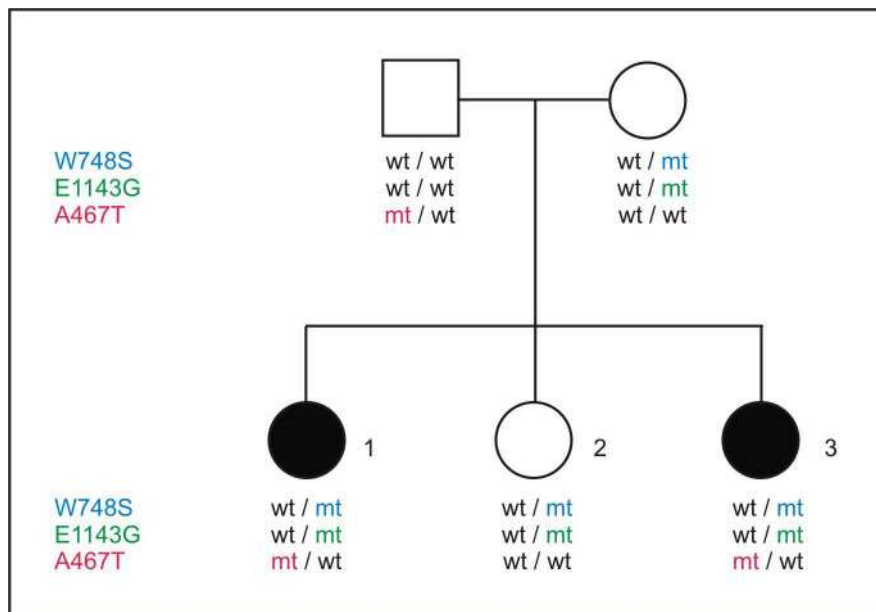 W748S wt / wt wt / mt
E1143G wt / wt wt / mt
A467T mt / wt wt / wt
1 2 3
W748S wt / mt wt / mt wt / mt
E1143G wt / mt wt / mt wt / mt
A467T mt / wt wt / wt mt / wt